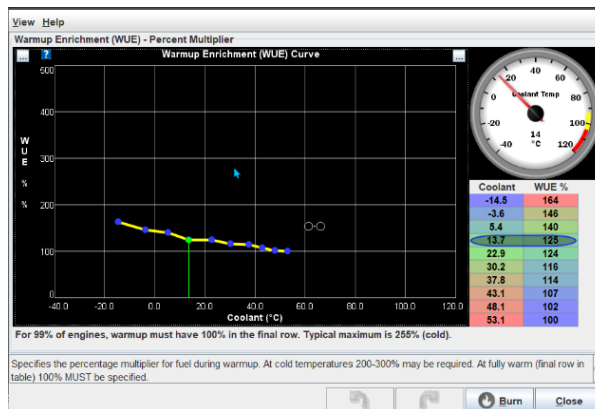 View Help
Warmup Enrichment (WUE) - Percent Multiplier
... ? Warmup Enrichment (WUE) Curve ...
500
400
300
200
100
0
W
U
E
%
%
-40.0 -20.0 0.0 20.0 40.0 60.0 80.0 100.0 120.0
Coolant (°C)
-40 -20 0 20 40 60 80 100 120
Coolant Temp
14
°C
Coolant WUE %
-14.5 164
-3.6 146
5.4 140
13.7 125
22.9 124
30.2 116
37.8 114
43.1 107
48.1 102
53.1 100
For 99% of engines, warmup must have 100% in the final row. Typical maximum is 255% (cold).
Specifies the percentage multiplier for fuel during warmup. At cold temperatures 200-300% may be required. At fully warm (final row in
table) 100% MUST be specified.
Burn Close